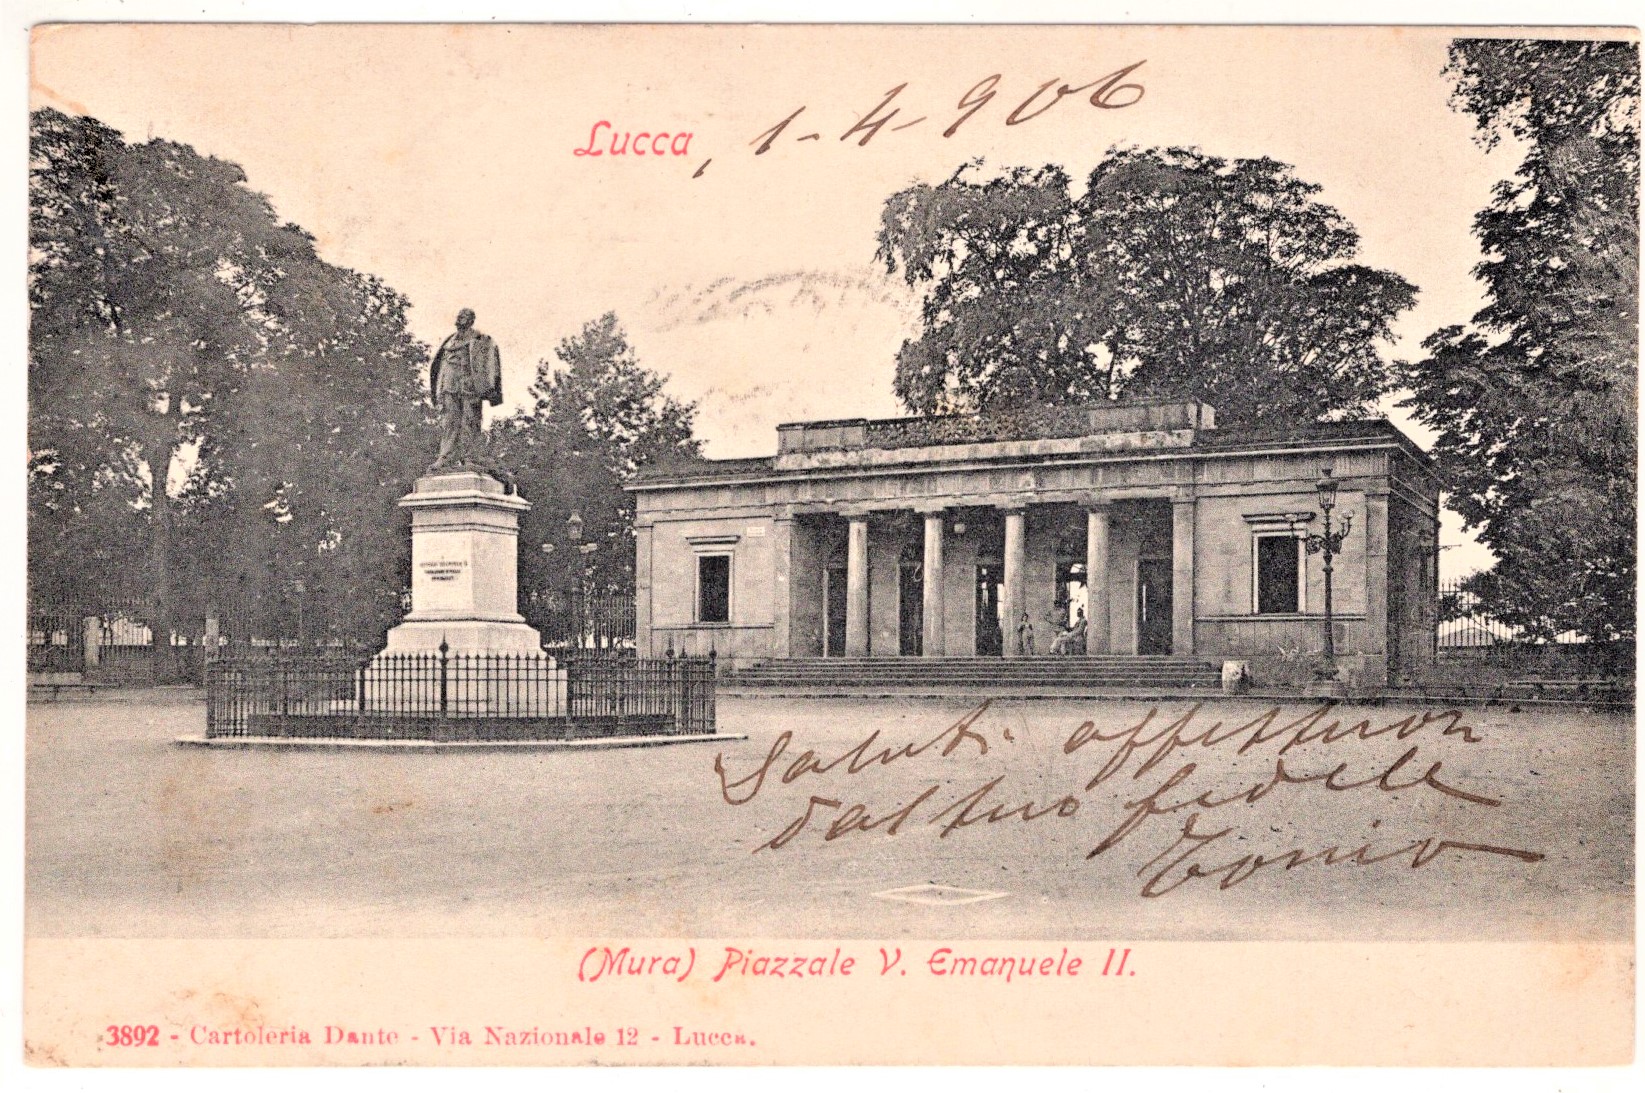 Lucca, 1-4-906
Saluti affettuosi
dal tuo fedele
Tonio
(Mura) Piazzale V. Emanuele II.
3892 - Cartoleria Dante - Via Nazionale 12 - Lucca.